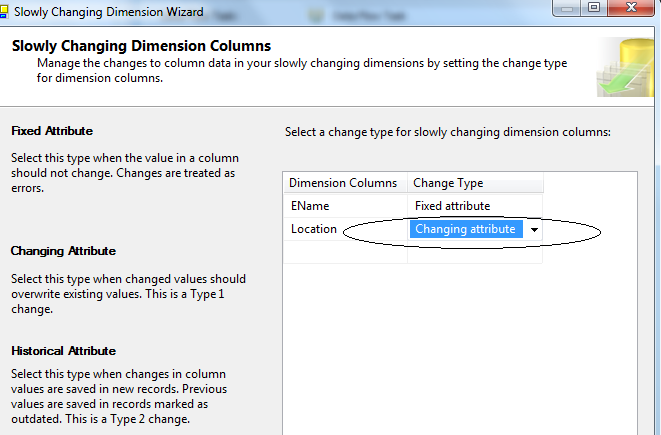 Slowly Changing Dimension Wizard
Slowly Changing Dimension Columns
Manage the changes to column data in your slowly changing dimensions by setting the change type
for dimension columns.
Fixed Attribute
Select this type when the value in a column
should not change. Changes are treated as
errors.
Changing Attribute
Select this type when changed values should
overwrite existing values. This is a Type 1
change.
Historical Attribute
Select this type when changes in column
values are saved in new records. Previous
values are saved in records marked as
outdated. This is a Type 2 change.
Select a change type for slowly changing dimension columns:
Dimension Columns Change Type
EName Fixed attribute
Location Changing attribute